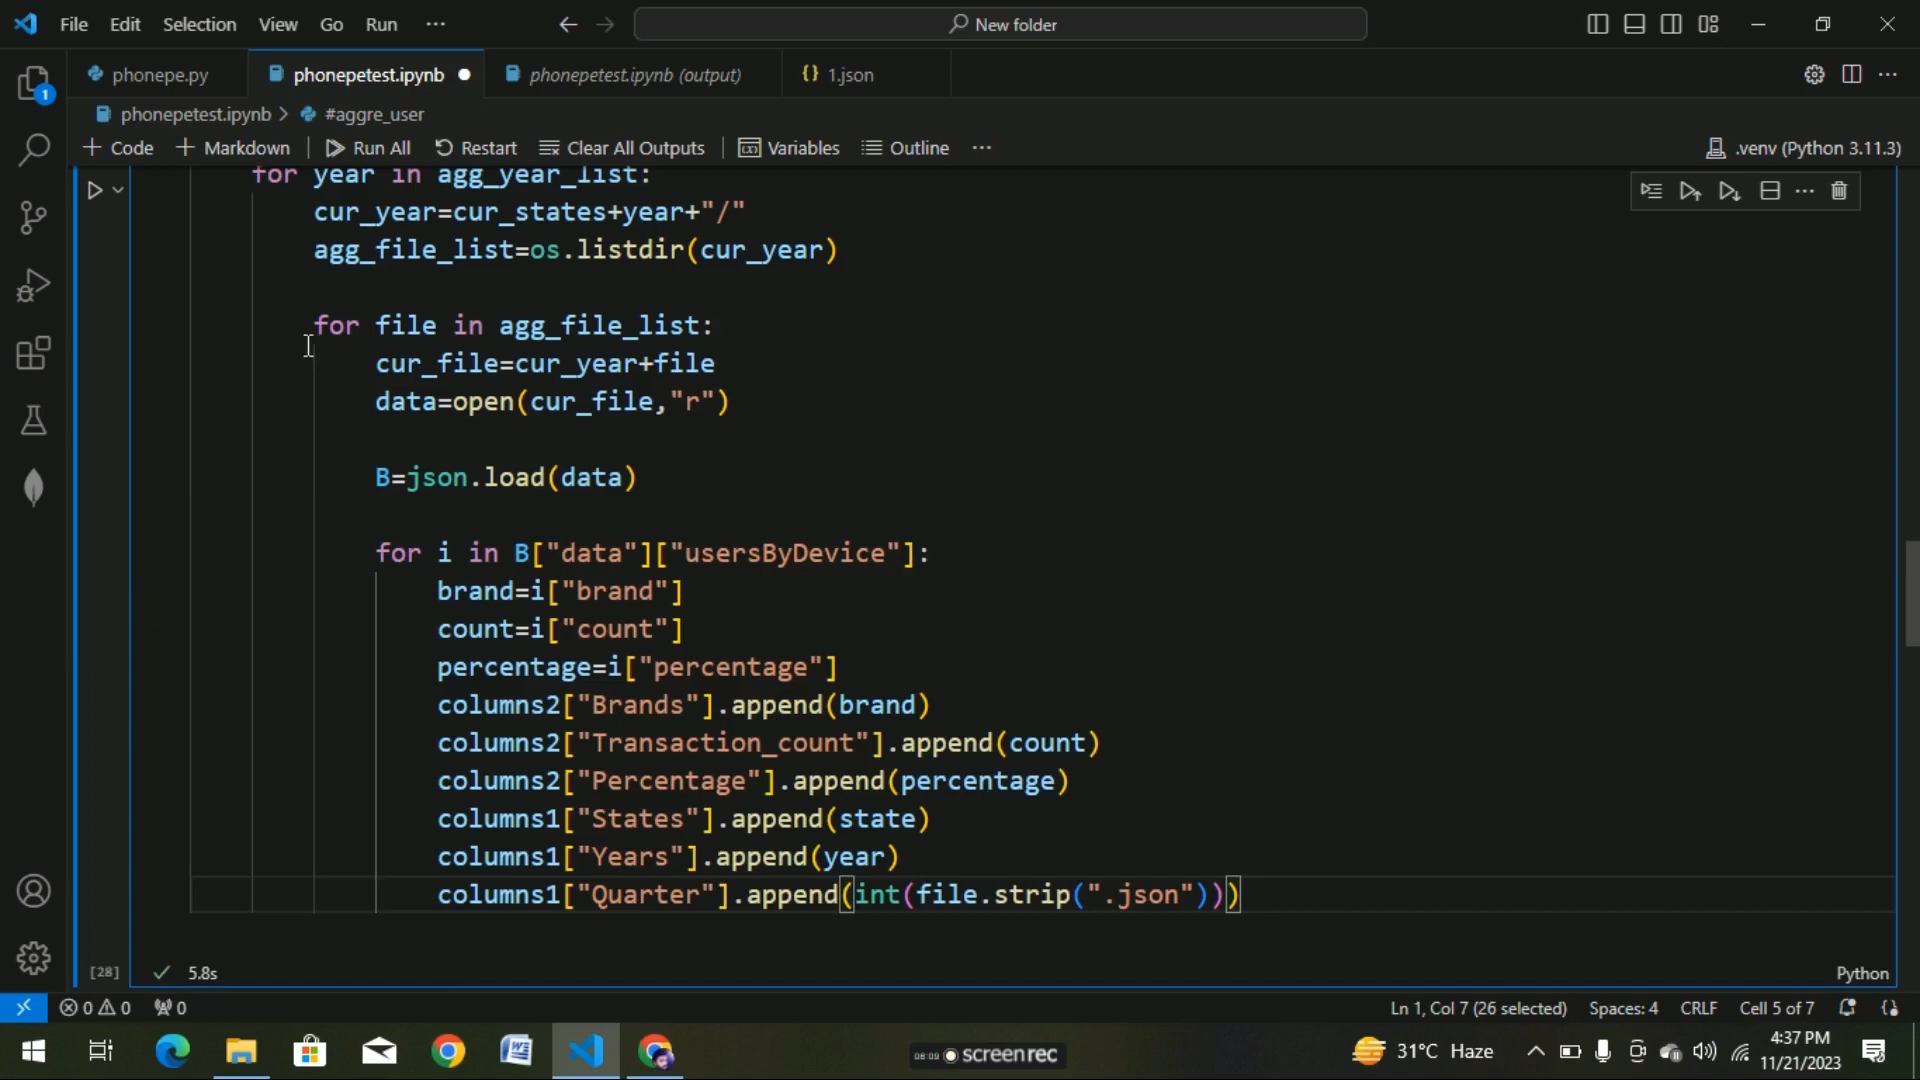 File Edit Selection View Go Run ··· New folder
phonepe.py phonepetest.ipynb phonepetest.ipynb (output) 1.json
phonepetest.ipynb > #aggre_user
+ Code + Markdown Run All Restart Clear All Outputs Variables Outline ··· .venv (Python 3.11.3)
for year in agg_year_list:
cur_year=cur_states+year+"/"
agg_file_list=os.listdir(cur_year)
for file in agg_file_list:
cur_file=cur_year+file
data=open(cur_file,"r")
B=json.load(data)
for i in B["data"]["usersByDevice"]:
brand=i["brand"]
count=i["count"]
percentage=i["percentage"]
columns2["Brands"].append(brand)
columns2["Transaction_count"].append(count)
columns2["Percentage"].append(percentage)
columns1["States"].append(state)
columns1["Years"].append(year)
columns1["Quarter"].append(int(file.strip(".json")))
[28] 5.8s Python
0 0 0 Ln 1, Col 7 (26 selected) Spaces: 4 CRLF Cell 5 of 7
08:09 screenrec 31°C Haze 4:37 PM
11/21/2023